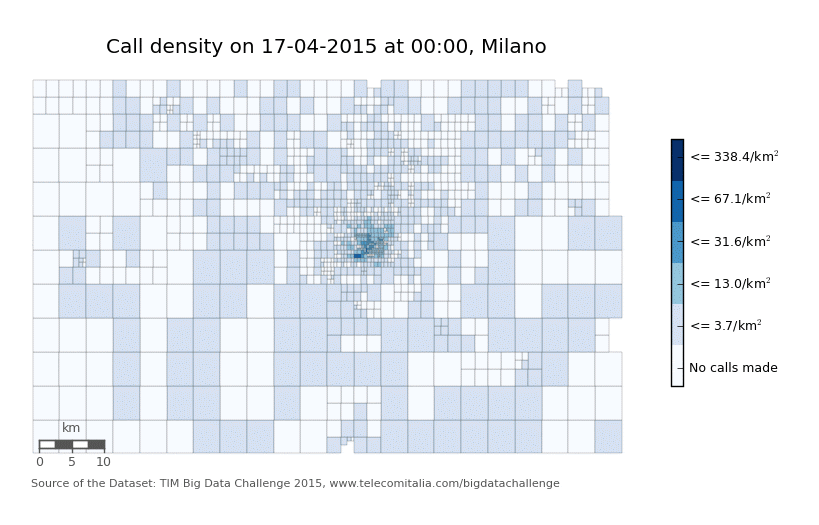 Call density on 17-04-2015 at 00:00, Milano
<= 338.4/km²
<= 67.1/km²
<= 31.6/km²
<= 13.0/km²
<= 3.7/km²
No calls made
km
0 5 10
Source of the Dataset: TIM Big Data Challenge 2015, www.telecomitalia.com/bigdatachallenge